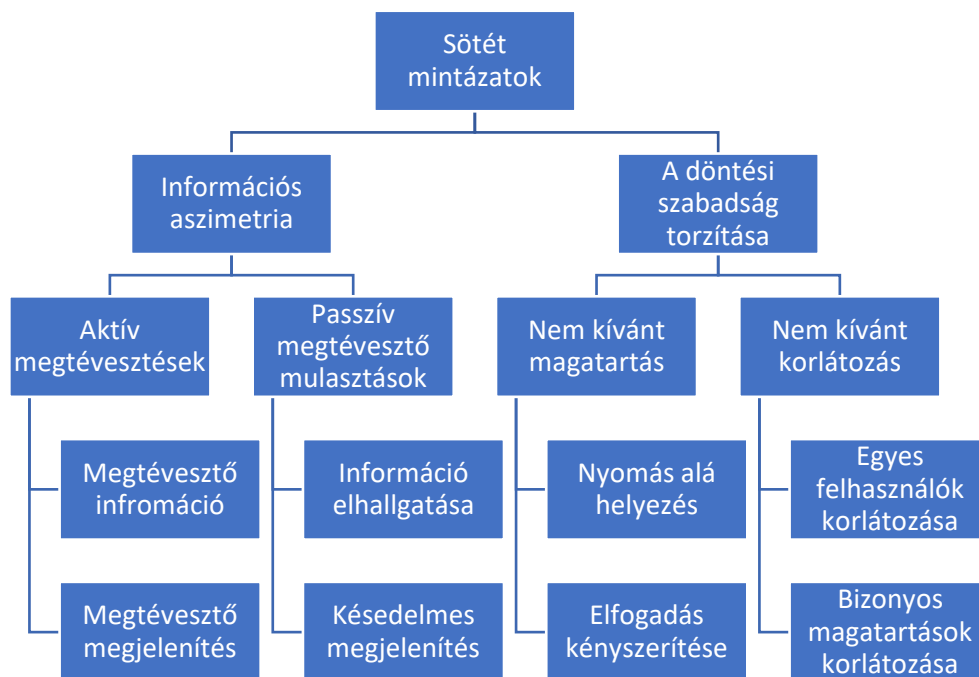 Sötét
mintázatok
Információs
aszimetria
A döntési
szabadság
torzítása
Aktív
megtévesztések
Passzív
megtévesztő
mulasztások
Nem kívánt
magatartás
Nem kívánt
korlátozás
Megtévesztő
infromáció
Információ
elhallgatása
Nyomás alá
helyezés
Egyes
felhasználók
korlátozása
Megtévesztő
megjelenítés
Késedelmes
megjelenítés
Elfogadás
kényszerítése
Bizonyos
magatartások
korlátozása